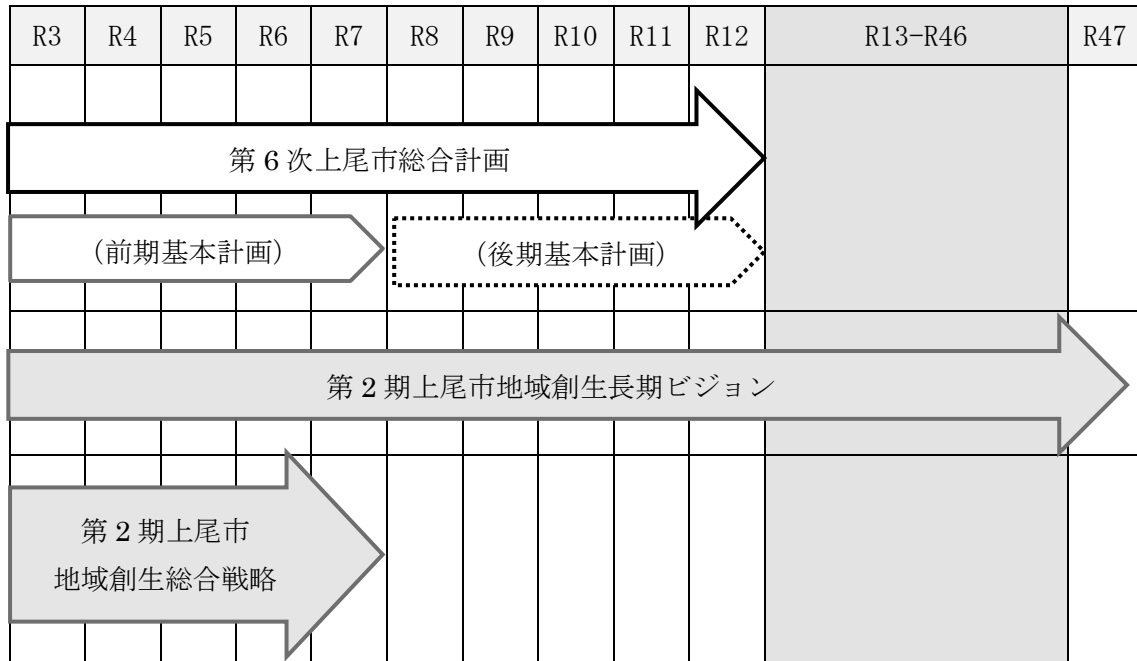 R3 R4 R5 R6 R7 R8 R9 R10 R11 R12 R13-R46 R47
第6次上尾市総合計画
(前期基本計画) (後期基本計画)
第2期上尾市地域創生長期ビジョン
第2期上尾市
地域創生総合戦略